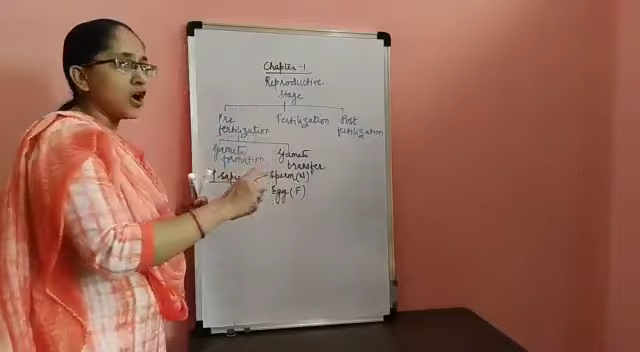 Chapter-1
Reproductive
Stage
Pre
fertilization
Fertilization
Post
fertilization
Gamete
formation
Gamete
transfer
Sperm(M)
Egg(F)